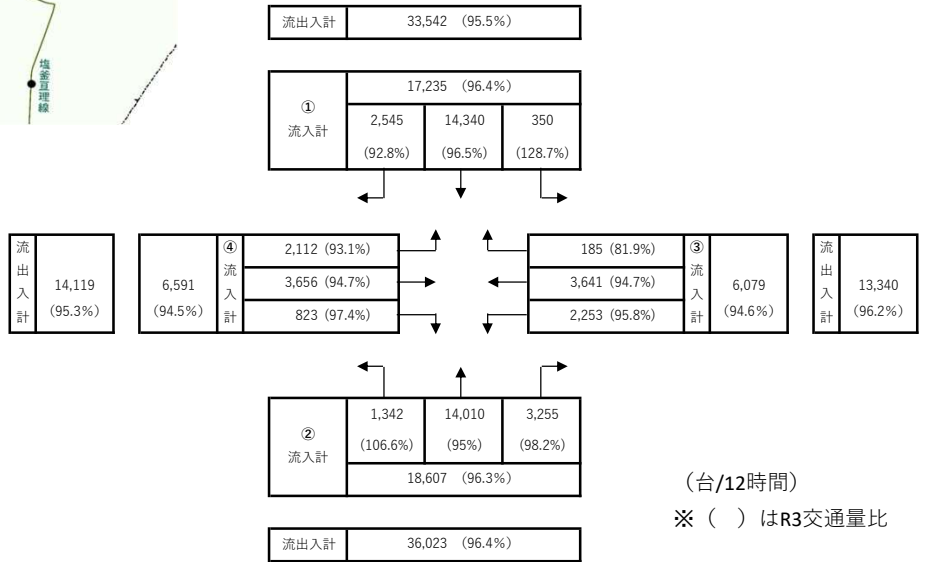 塩釜亘理線
流出入計 33,542 （95.5%）
① 流入計
17,235 （96.4%）
2,545 14,340 350
(92.8%) (96.5%) (128.7%)
流出入計 14,119 (95.3%)
6,591 (94.5%) ④ 流入計
2,112 (93.1%)
3,656 (94.7%)
823 (97.4%)
185 (81.9%)
3,641 (94.7%)
2,253 (95.8%)
③ 流入計 6,079 (94.6%)
流出入計 13,340 (96.2%)
② 流入計
1,342 14,010 3,255
(106.6%) (95%) (98.2%)
18,607 （96.3%）
流出入計 36,023 （96.4%）
（台/12時間）
※（　）はR3交通量比